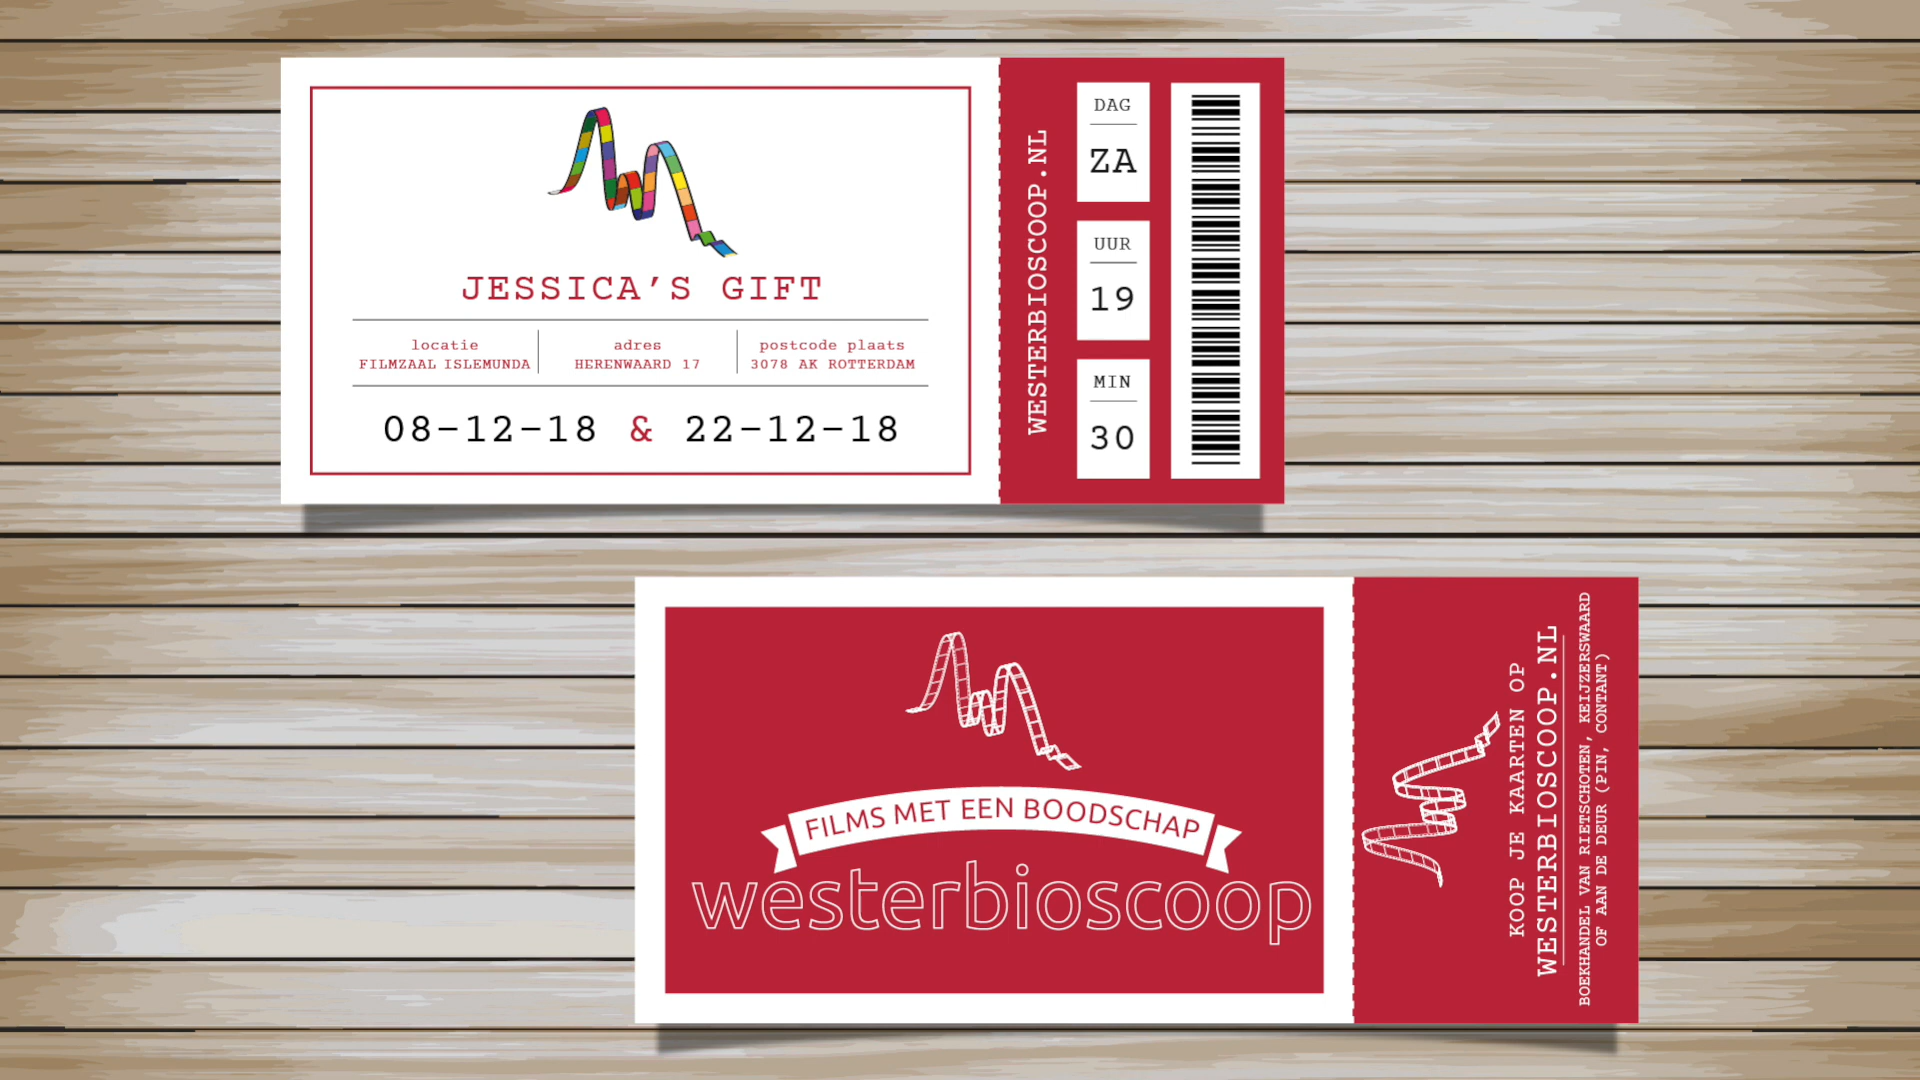 JESSICA'S GIFT
locatie
FILMZAAL ISLEMUNDA
adres
HERENWAARD 17
postcode plaats
3078 AK ROTTERDAM
08-12-18 & 22-12-18
WESTERBIOSCOOP.NL
DAG
ZA
UUR
19
MIN
30
FILMS MET EEN BOODSCHAP
westerbioscoop
KOOP JE KAARTEN OP
WESTERBIOSCOOP.NL
BOEKHANDEL VAN RIETSCHOTEN, KEIJZERSWAARD
OF AAN DE DEUR (PIN, CONTANT)